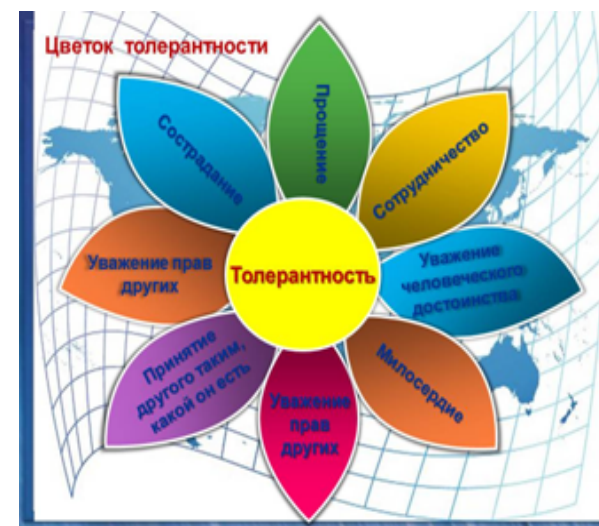 Цветок толерантности
Прощение
Сотрудничество
Уважение
человеческого
достоинства
Милосердие
Уважение
прав
других
Принятие
другого таким,
какой он есть
Уважение прав
других
Сострадание
Толерантность